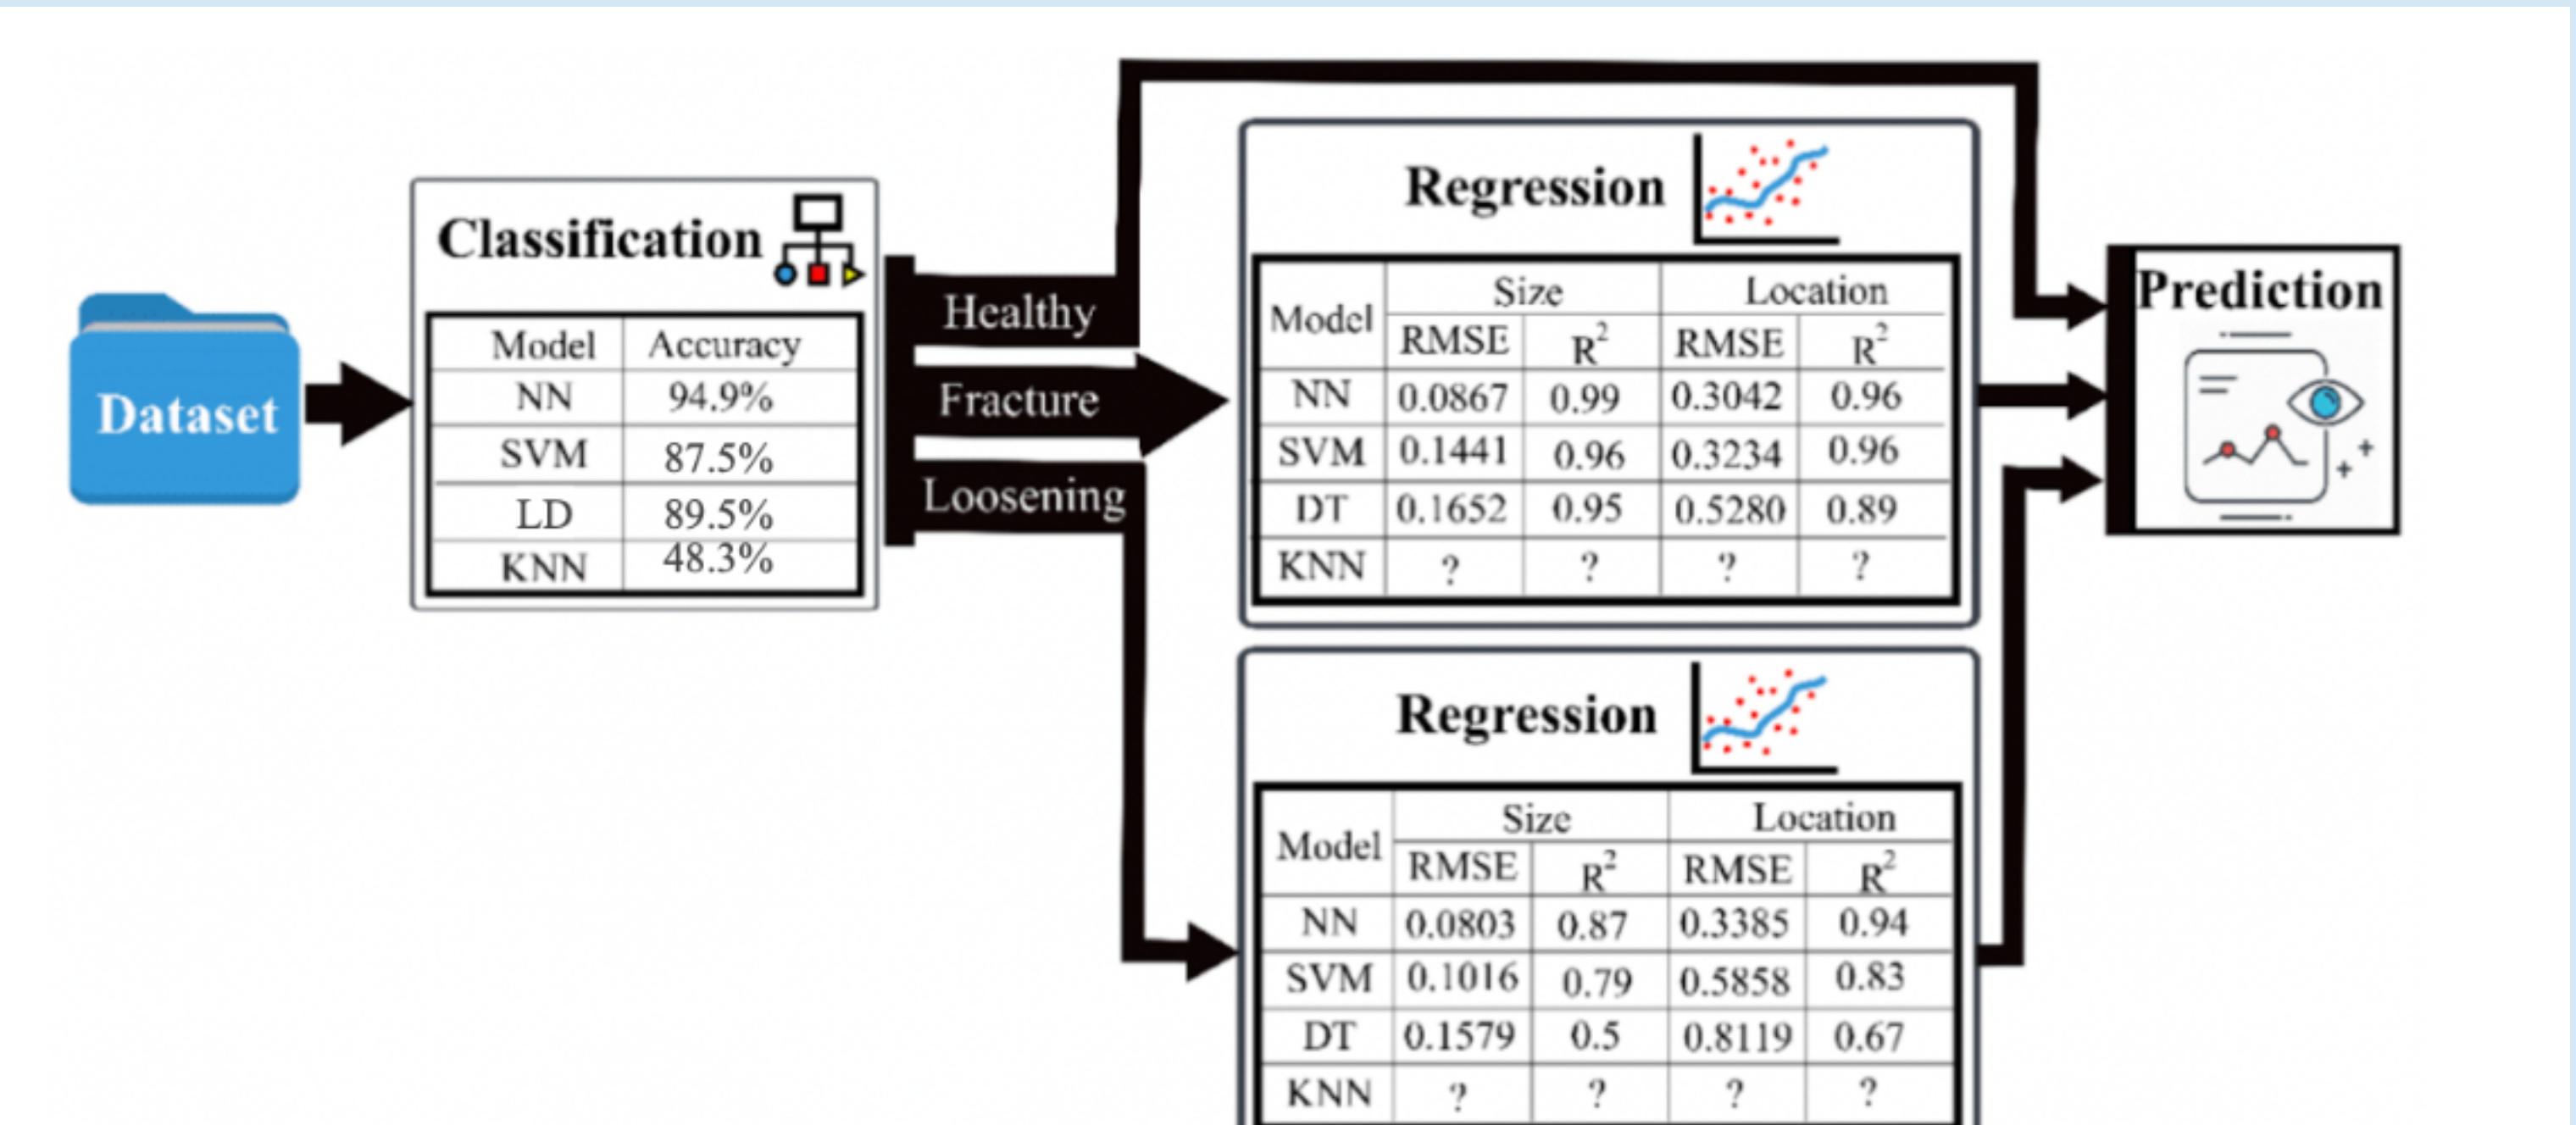 Dataset
Classification
Model Accuracy
NN 94.9%
SVM 87.5%
LD 89.5%
KNN 48.3%
Healthy
Fracture
Loosening
Regression
Model Size Location
RMSE R² RMSE R²
NN 0.0867 0.99 0.3042 0.96
SVM 0.1441 0.96 0.3234 0.96
DT 0.1652 0.95 0.5280 0.89
KNN ? ? ? ?
Regression
Model Size Location
RMSE R² RMSE R²
NN 0.0803 0.87 0.3385 0.94
SVM 0.1016 0.79 0.5858 0.83
DT 0.1579 0.5 0.8119 0.67
KNN ? ? ? ?
Prediction